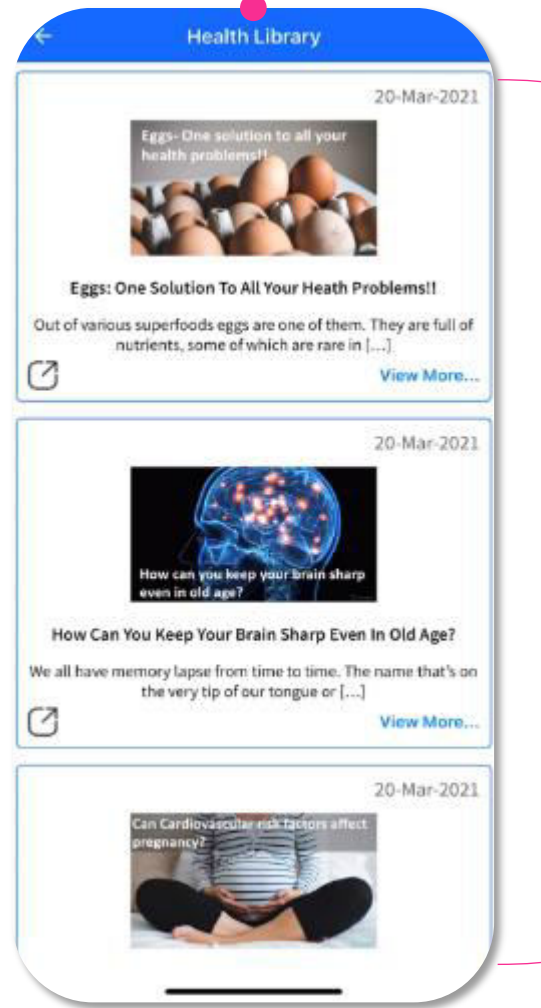 Health Library
20-Mar-2021
Eggs- One solution to all your
health problems!!
Eggs: One Solution To All Your Heath Problems!!
Out of various superfoods eggs are one of them. They are full of
nutrients, some of which are rare in [...]
View More...
20-Mar-2021
How can you keep your brain sharp
even in old age?
How Can You Keep Your Brain Sharp Even In Old Age?
We all have memory lapse from time to time. The name that's on
the very tip of our tongue or [...]
View More...
20-Mar-2021
Can Cardiovascular risk factors affect
pregnancy?